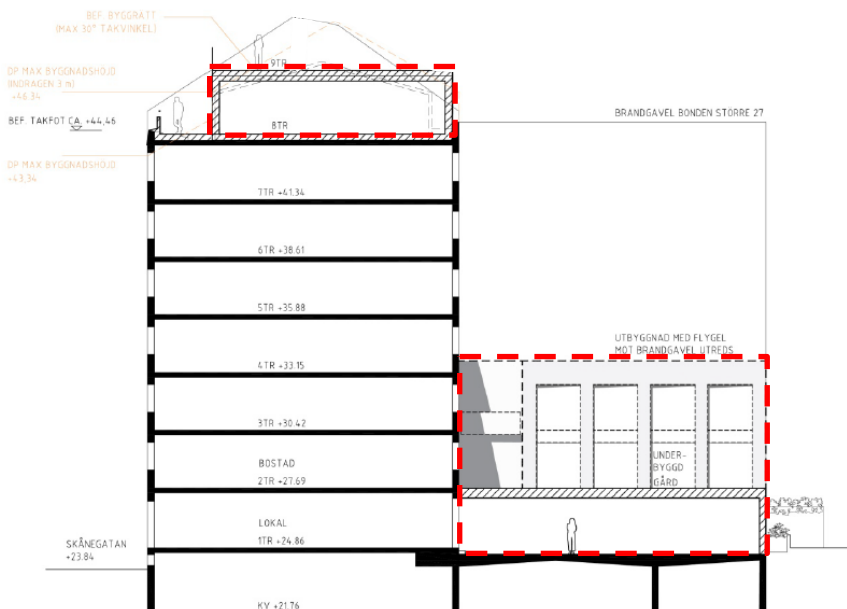 BEF. BYGGRÄTT
(MAX 30° TAKVINKEL)
DP MAX BYGGNADSHÖJD
(INDRAGEN 3 m)
+46,34
BEF. TAKFOT CA. +44,46
DP MAX BYGGNADSHÖJD
+43,34
9TR
8TR
BRANDGAVEL BONDEN STÖRRE 27
7TR +41.34
6TR +38.61
5TR +35.88
4TR +33.15
3TR +30.42
BOSTAD
2TR +27.69
LOKAL
1TR +24.86
KV +21.76
UTBYGGNAD MED FLYGEL
MOT BRANDGAVEL UTREDS
UNDER-
BYGGD
GÅRD
SKÅNEGATAN
+23.84